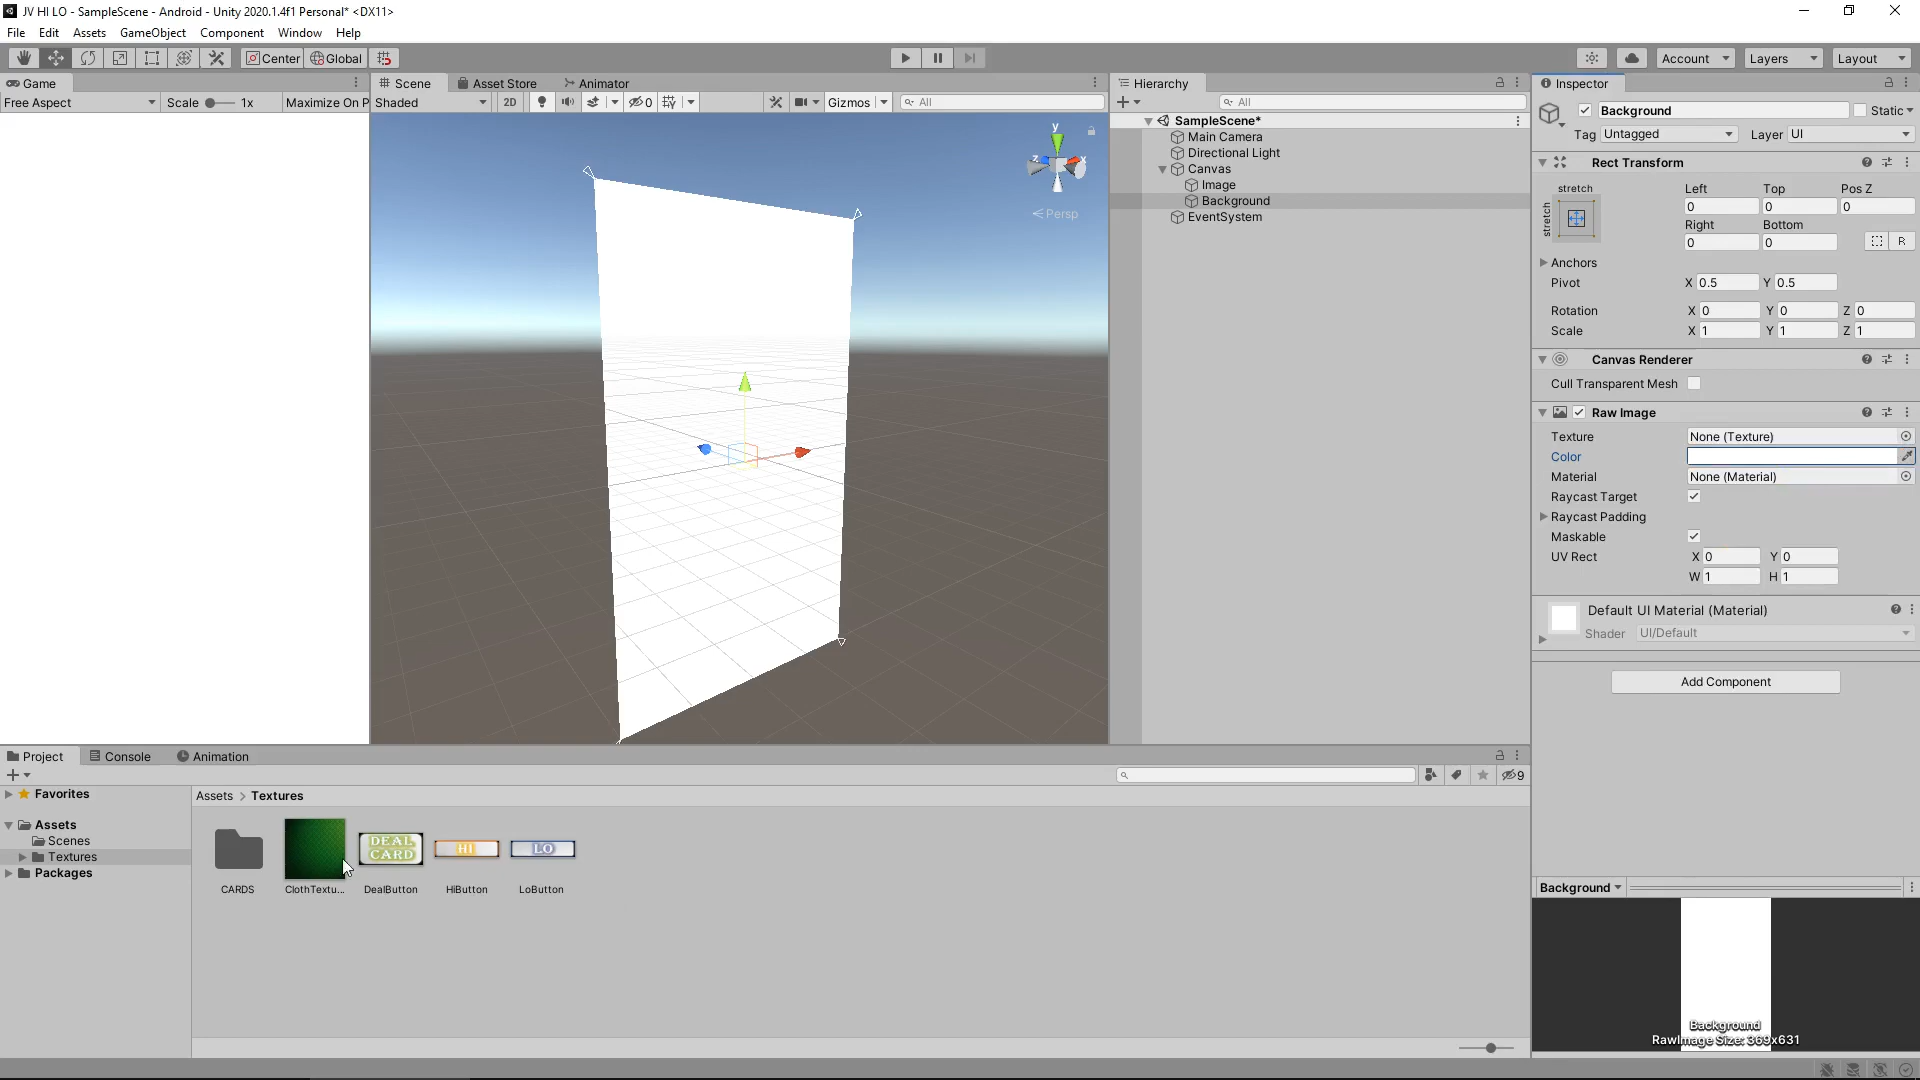 JV HI LO - SampleScene - Android - Unity 2020.1.4f1 Personal* <DX11>
File Edit Assets GameObject Component Window Help
Center Global Account Layers Layout
Game Scene Asset Store Animator Hierarchy Inspector
Free Aspect Scale 1x Maximize On P Shaded 2D 0 Gizmos All All
Background Static
Tag Untagged Layer UI
SampleScene*
Main Camera
Directional Light
Canvas
Image
Background
EventSystem
y
z x
Persp
Rect Transform
stretch Left Top Pos Z
stretch 0 0 0
Right Bottom
0 0 R
Anchors
Pivot X 0.5 Y 0.5
Rotation X 0 Y 0 Z 0
Scale X 1 Y 1 Z 1
Canvas Renderer
Cull Transparent Mesh
Raw Image
Texture None (Texture)
Color
Material None (Material)
Raycast Target
Raycast Padding
Maskable
UV Rect X 0 Y 0
W 1 H 1
Default UI Material (Material)
Shader UI/Default
Add Component
Project Console Animation
9
Favorites
Assets
Scenes
Textures
Packages
Assets > Textures
DEAL CARD HI LO
CARDS ClothTextu... DealButton HiButton LoButton
Background
Background
RawImage Size: 369x631